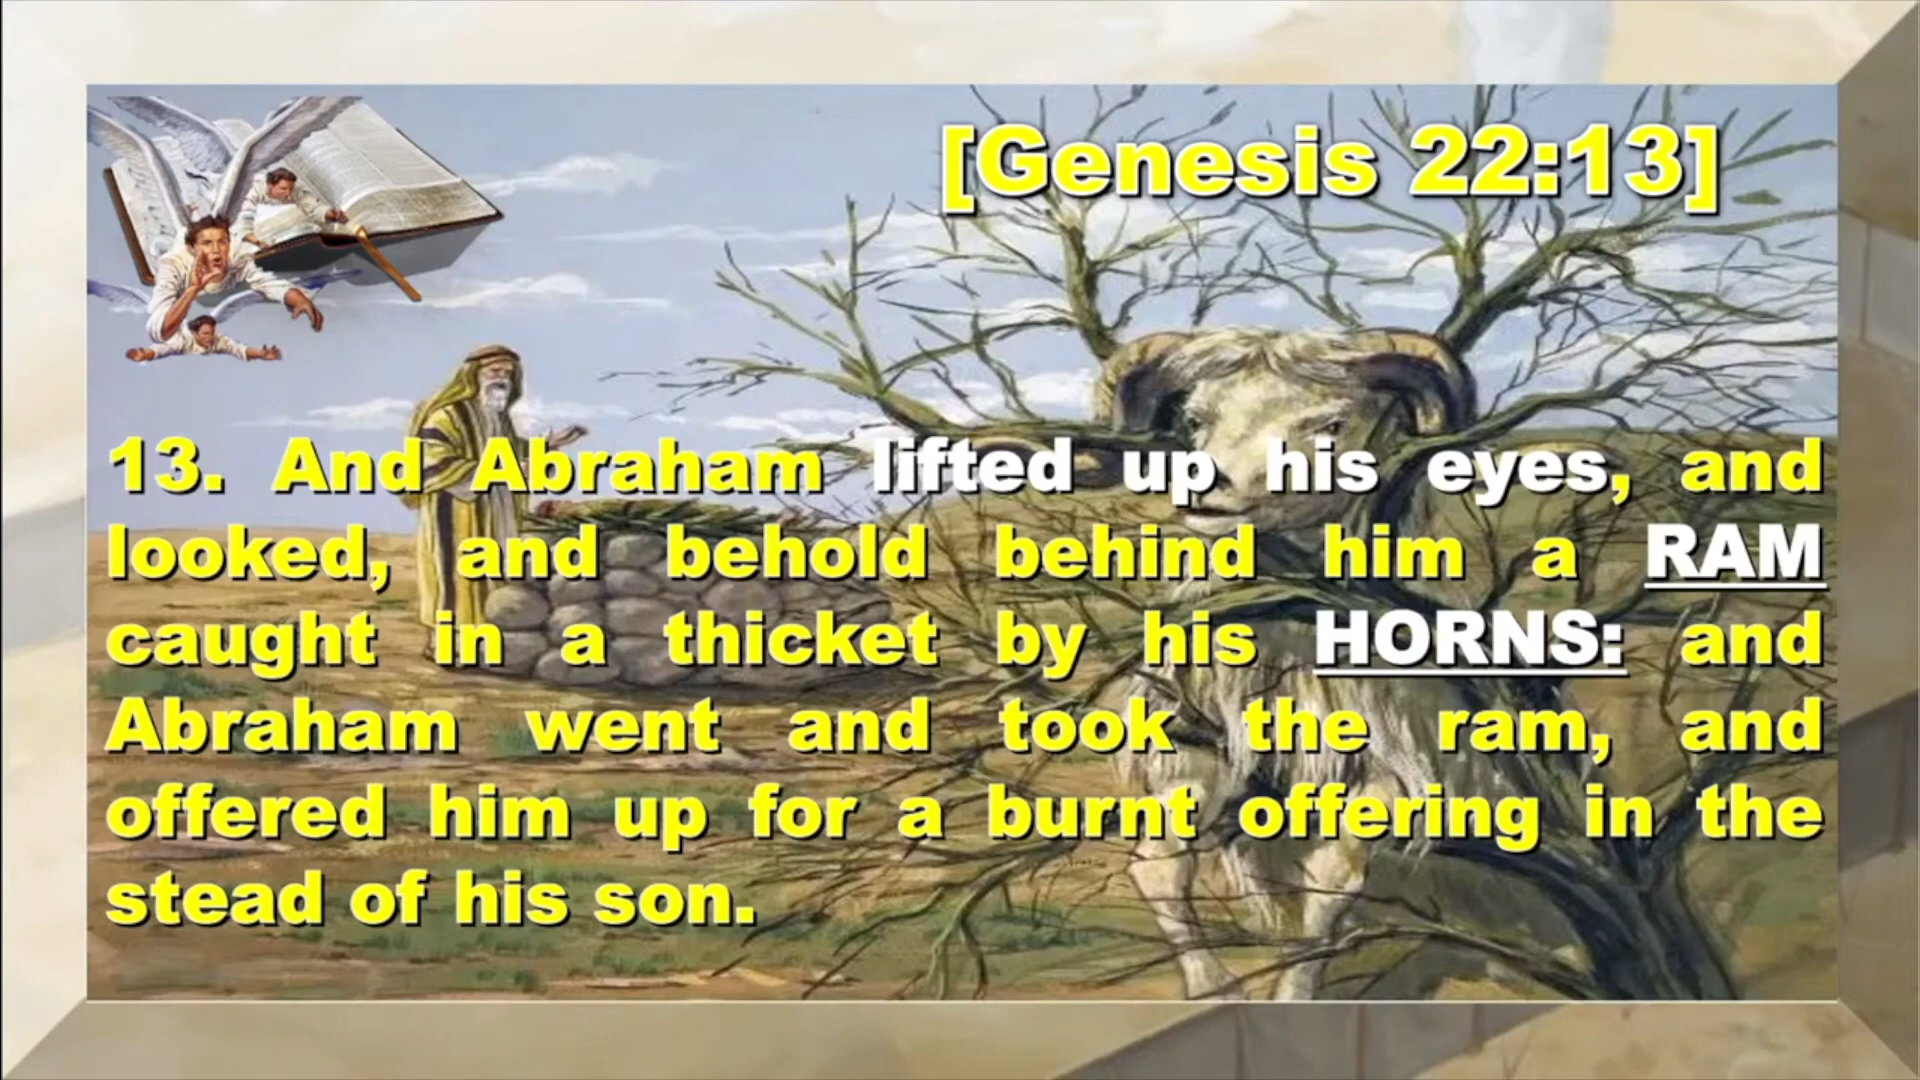 [Genesis 22:13]
13. And Abraham lifted up his eyes, and
looked, and behold behind him a RAM
caught in a thicket by his HORNS: and
Abraham went and took the ram, and
offered him up for a burnt offering in the
stead of his son.